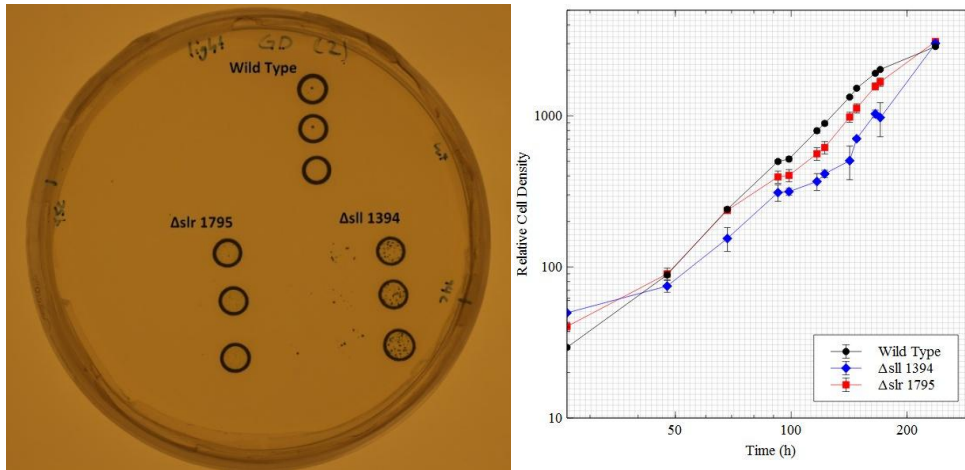 light GD (2)
Wild Type
Δslr 1795
Δsll 1394
Relative Cell Density
1000
100
10
50
100
200
Time (h)
Wild Type
Δsll 1394
Δslr 1795